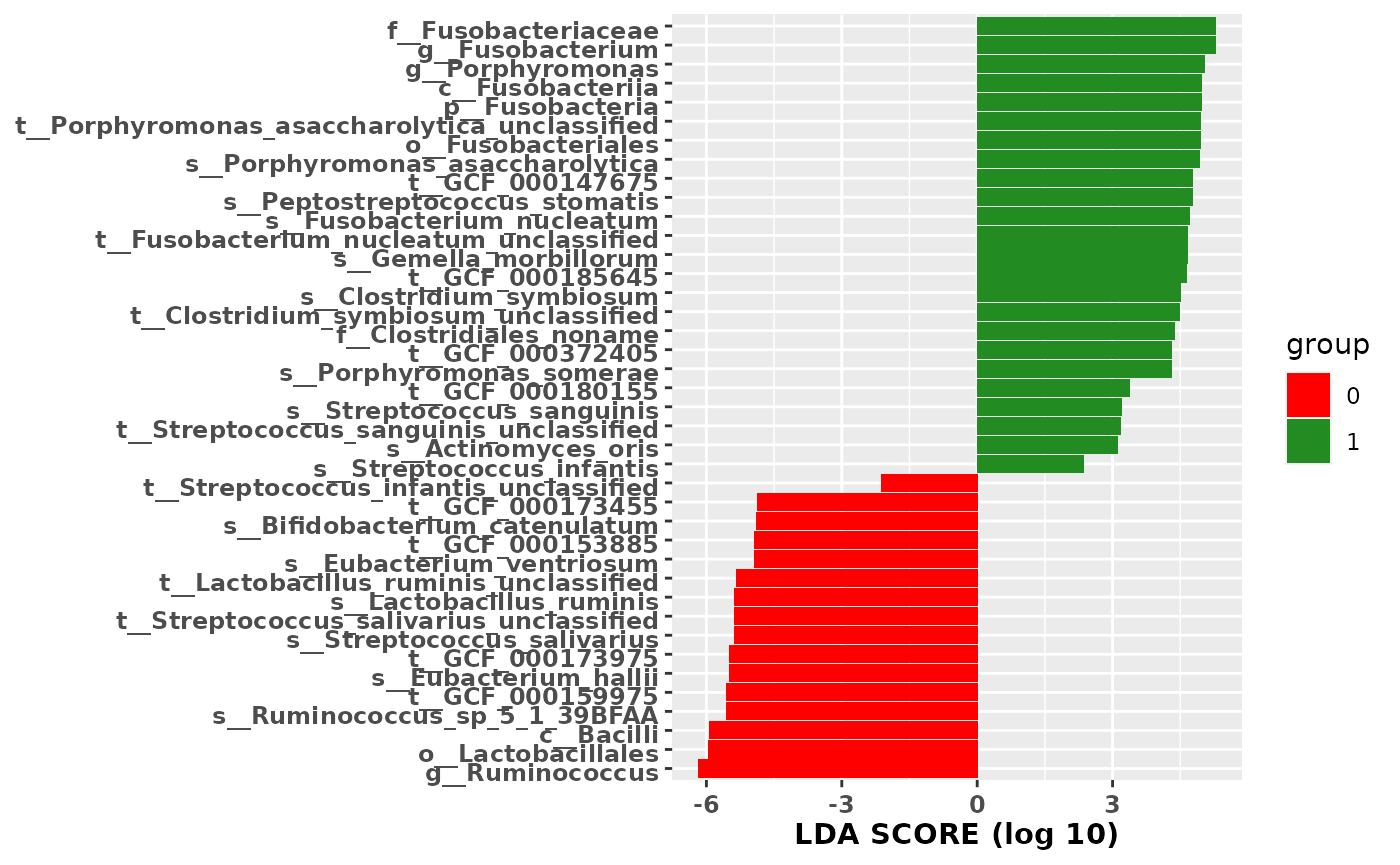 f__Fusobacteriaceae
g__Fusobacterium
g__Porphyromonas
c__Fusobacteriia
p__Fusobacteria
t__Porphyromonas_asaccharolytica_unclassified
o__Fusobacteriales
s__Porphyromonas_asaccharolytica
t__GCF_000147675
s__Peptostreptococcus_stomatis
s__Fusobacterium_nucleatum
t__Fusobacterium_nucleatum_unclassified
s__Gemella_morbillorum
t__GCF_000185645
s__Clostridium_symbiosum
t__Clostridium_symbiosum_unclassified
f__Clostridiales_noname
t__GCF_000372405
s__Porphyromonas_somerae
t__GCF_000180155
s__Streptococcus_sanguinis
t__Streptococcus_sanguinis_unclassified
s__Actinomyces_oris
s__Streptococcus_infantis
t__Streptococcus_infantis_unclassified
t__GCF_000173455
s__Bifidobacterium_catenulatum
t__GCF_000153885
s__Eubacterium_ventriosum
t__Lactobacillus_ruminis_unclassified
s__Lactobacillus_ruminis
t__Streptococcus_salivarius_unclassified
s__Streptococcus_salivarius
t__GCF_000173975
s__Eubacterium_hallii
t__GCF_000159975
s__Ruminococcus_sp_5_1_39BFAA
c__Bacilli
o__Lactobacillales
g__Ruminococcus
-6 -3 0 3
LDA SCORE (log 10)
group
0
1